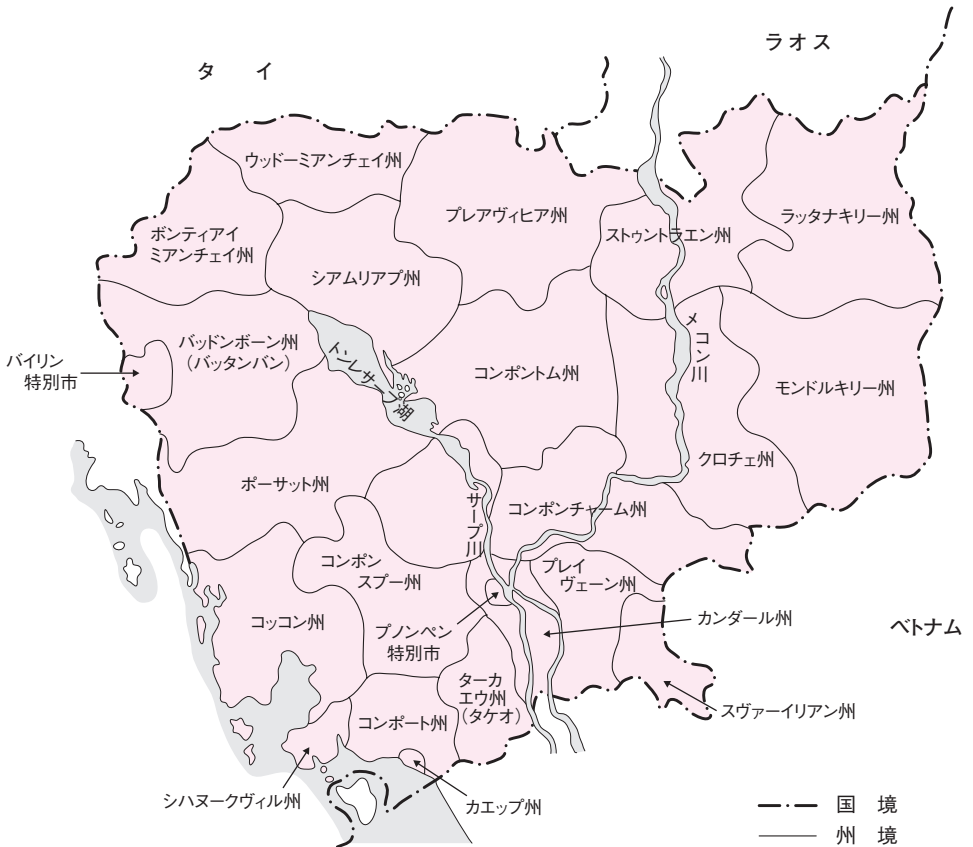 ラオス
タイ
ウッドーミアンチェイ州
プレアヴィヒア州
ラッタナキリー州
ボンティアイ
ミアンチェイ州
ストゥントラエン州
シアムリアプ州
メコン川
バッドンボーン州
(バッタンバン)
トンレサープ湖
バイリン
特別市
コンポントム州
モンドルキリー州
クロチェ州
ポーサット州
サープ川
コンポンチャーム州
コンポン
スプー州
プレイ
ヴェーン州
コッコン州
プノンペン
特別市
カンダール州
ベトナム
ターカ
エウ州
(タケオ)
コンポート州
スヴァーイリアン州
シハヌークヴィル州
カエップ州
国境
州境